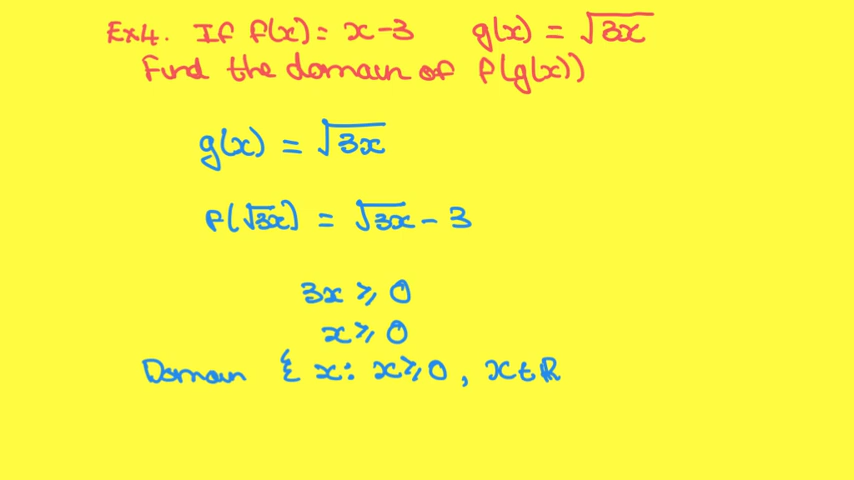 Ex4. If f(x) = x-3 g(x) = √3x
Find the domain of f(g(x))
g(x) = √3x
f(√3x) = √3x - 3
3x ≥ 0
x ≥ 0
Domain { x: x ≥ 0, x ∈ ℝ